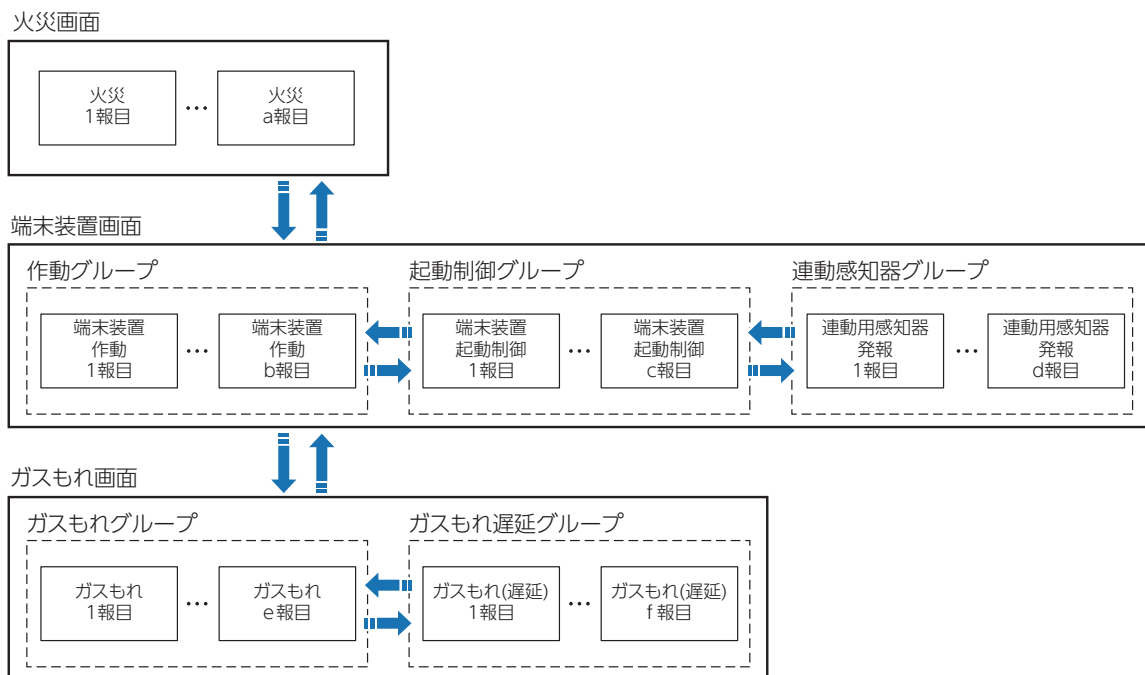 火災画面
火災
1報目
…
火災
a報目
端末装置画面
作動グループ
端末装置
作動
1報目
…
端末装置
作動
b報目
起動制御グループ
端末装置
起動制御
1報目
…
端末装置
起動制御
c報目
連動感知器グループ
連動用感知器
発報
1報目
…
連動用感知器
発報
d報目
ガスもれ画面
ガスもれグループ
ガスもれ
1報目
…
ガスもれ
e報目
ガスもれ遅延グループ
ガスもれ(遅延)
1報目
…
ガスもれ(遅延)
f報目